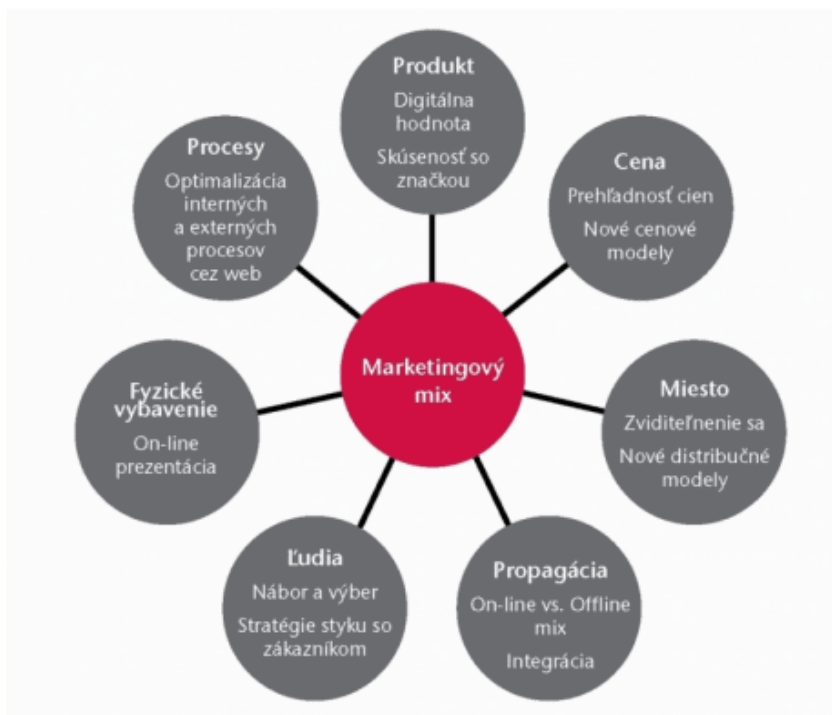 Produkt
Digitálna
hodnota
Skúsenosť so
značkou
Cena
Prehľadnosť cien
Nové cenové
modely
Miesto
Zviditeľnenie sa
Nové distribučné
modely
Propagácia
On-line vs. Offline
mix
Integrácia
Ľudia
Nábor a výber
Stratégie styku so
zákazníkom
Fyzické
vybavenie
On-line
prezentácia
Procesy
Optimalizácia
interných
a externých
procesov
cez web
Marketingový
mix